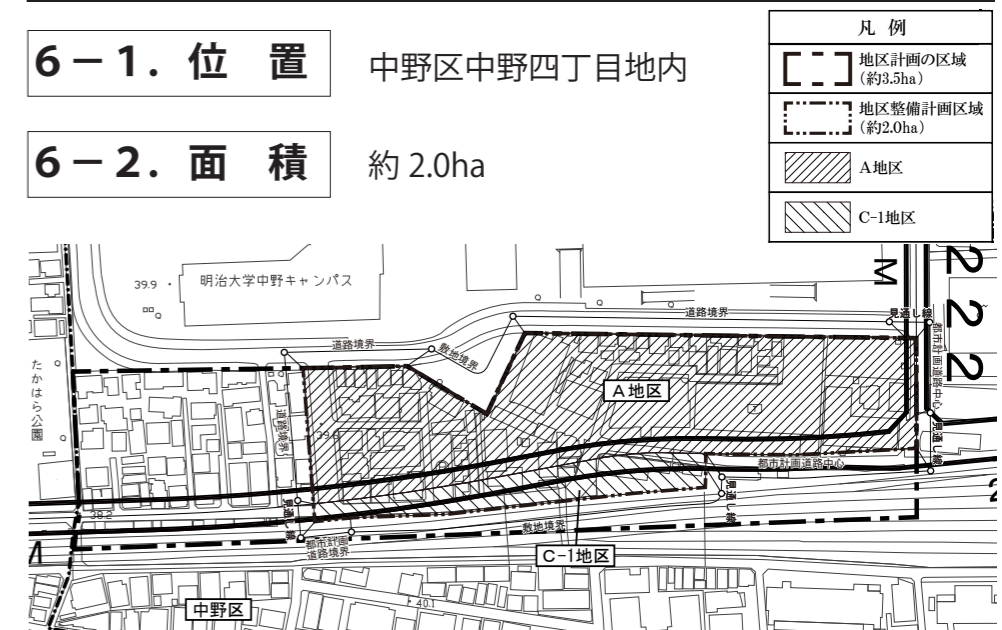 6－1. 位　置
中野区中野四丁目地内
6－2. 面　積
約 2.0ha
凡 例
地区計画の区域
(約3.5ha)
地区整備計画区域
(約2.0ha)
A地区
C-1地区
39.9
明治大学中野キャンパス
M
222
見通し線
道路境界
道路境界
敷地境界
都市計画道路中心
たかはら公園
A地区
道路境界
見通し線
都市計画道路中心
見通し線
見通し線
38.2
敷地境界
都市計画
道路境界
C-1地区
M
2
中野区
40.1